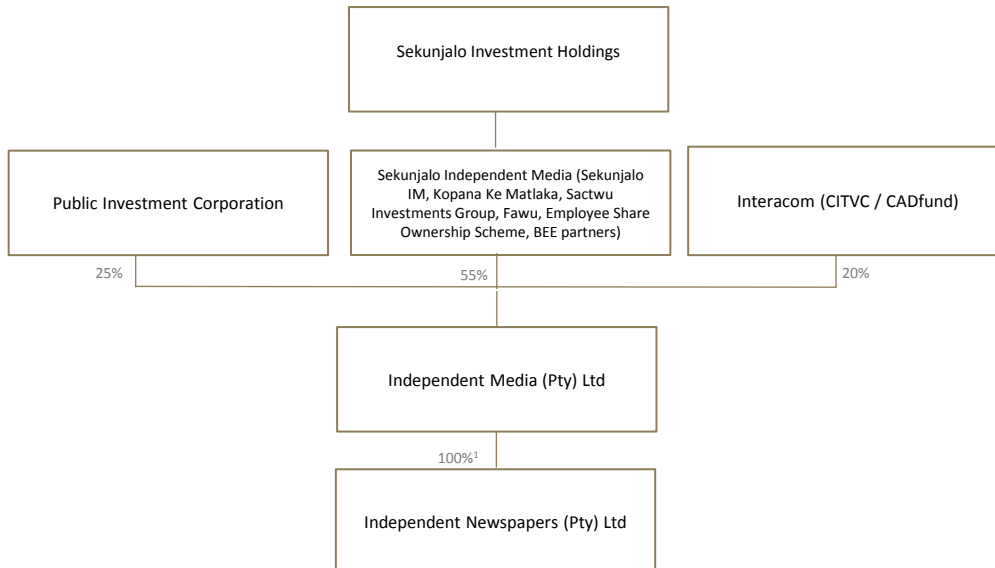 Sekunjalo Investment Holdings
Public Investment Corporation
Sekunjalo Independent Media (Sekunjalo
IM, Kopana Ke Matlaka, Sactwu
Investments Group, Fawu, Employee Share
Ownership Scheme, BEE partners)
Interacom (CITVC / CADfund)
25%
55%
20%
Independent Media (Pty) Ltd
100%¹
Independent Newspapers (Pty) Ltd